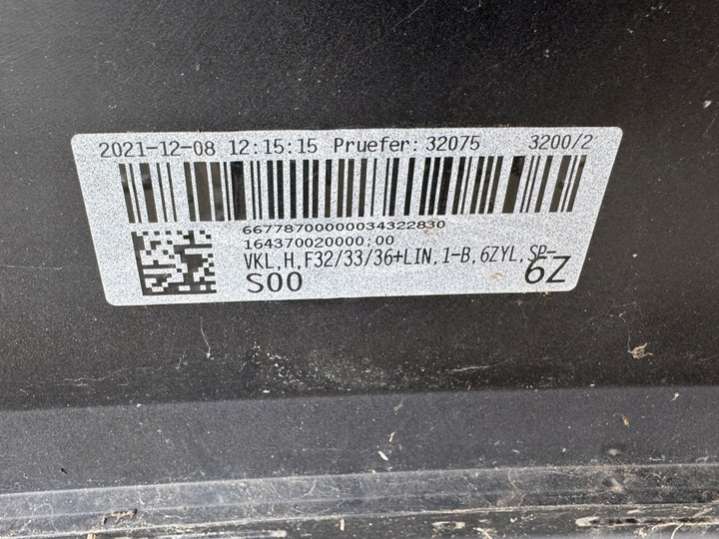 2021-12-08 12:15:15 Pruefer: 32075 3200/2
66778700000034322830
164370020000;00
VKL,H,F32/33/36+LIN,1-B,6ZYL,SP-
S00 6Z